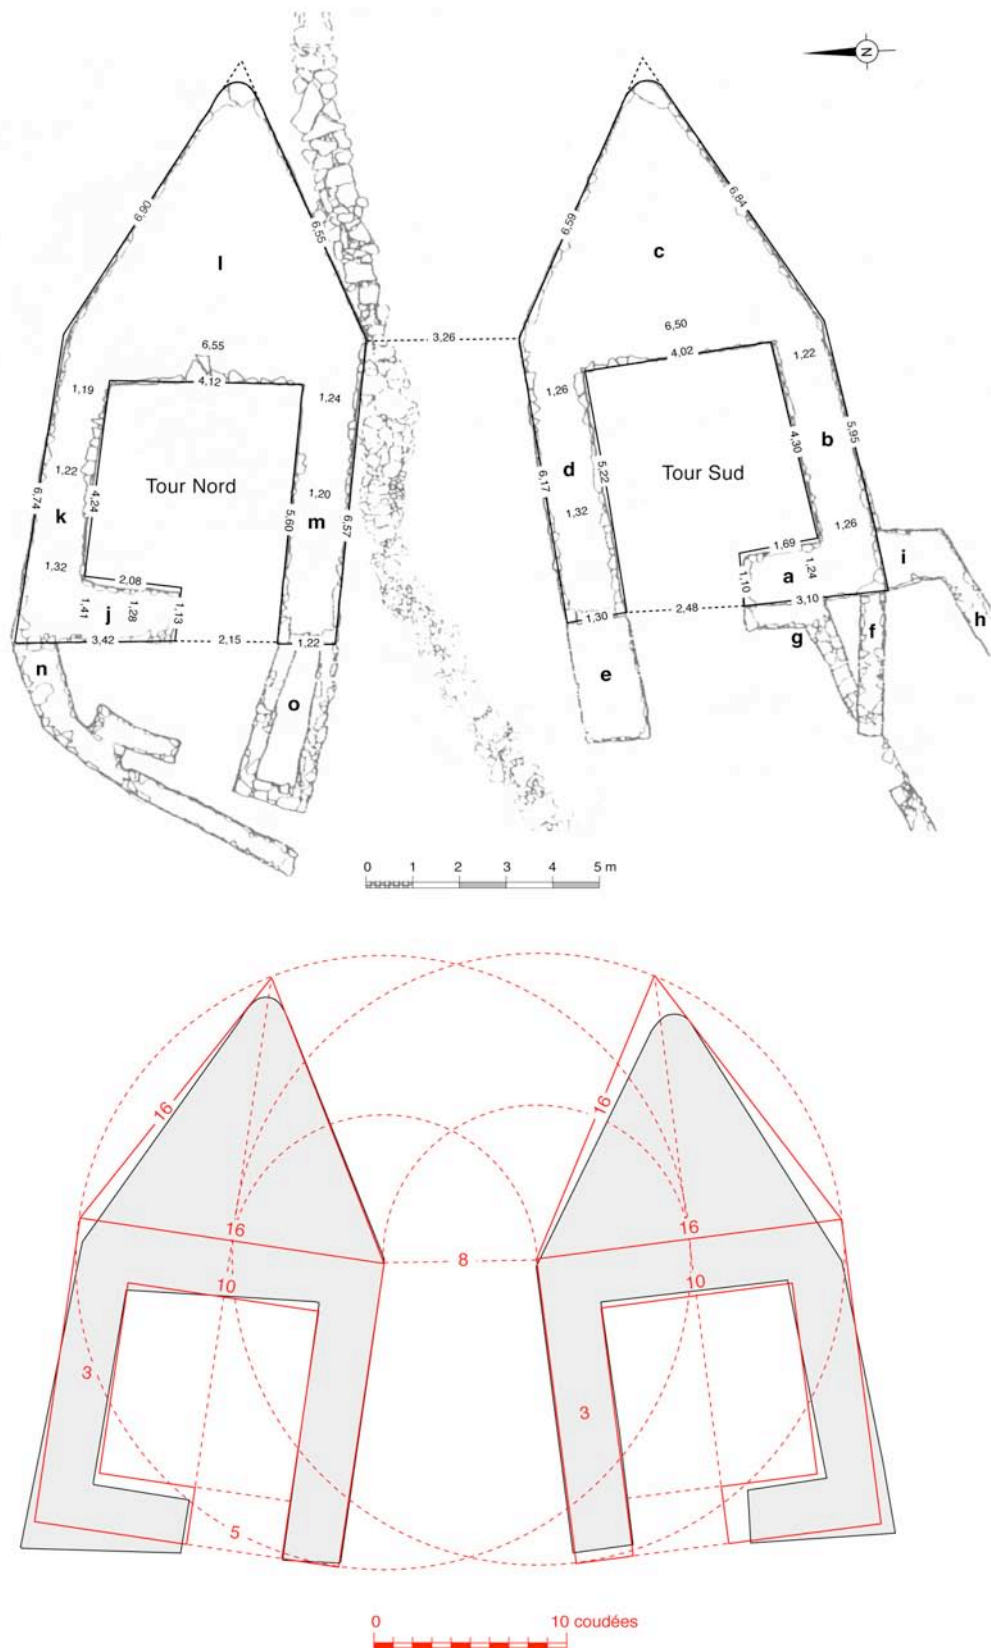 N
6,90
6,55
6,59
6,84
l
c
3,26
6,55
4,12
6,50
4,02
1,19
1,24
1,26
1,22
Tour Nord
Tour Sud
1,22
4,24
6,74
k
1,20
m
5,60
6,57
d
5,22
6,17
1,32
4,30
b
5,95
1,26
1,32
2,08
1,41
j
1,28
1,13
3,42
2,15
1,22
1,30
2,48
1,69
1,10
a
1,24
3,10
i
h
g
f
n
o
e
0 1 2 3 4 5 m
16
16
16
16
8
10
10
3
3
5
0 10 coudées